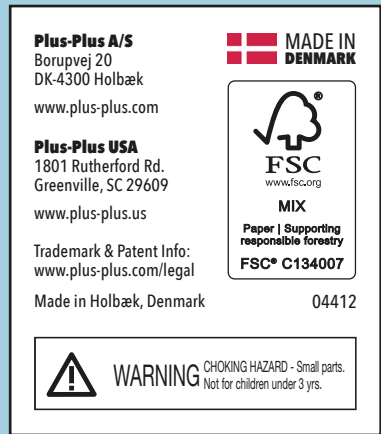 Plus-Plus A/S
Borupvej 20
DK-4300 Holbæk
www.plus-plus.com
Plus-Plus USA
1801 Rutherford Rd.
Greenville, SC 29609
www.plus-plus.us
Trademark & Patent Info:
www.plus-plus.com/legal
Made in Holbæk, Denmark
MADE IN
DENMARK
®
FSC
www.fsc.org
MIX
Paper | Supporting
responsible forestry
FSC® C134007
04412
WARNING CHOKING HAZARD - Small parts.
Not for children under 3 yrs.